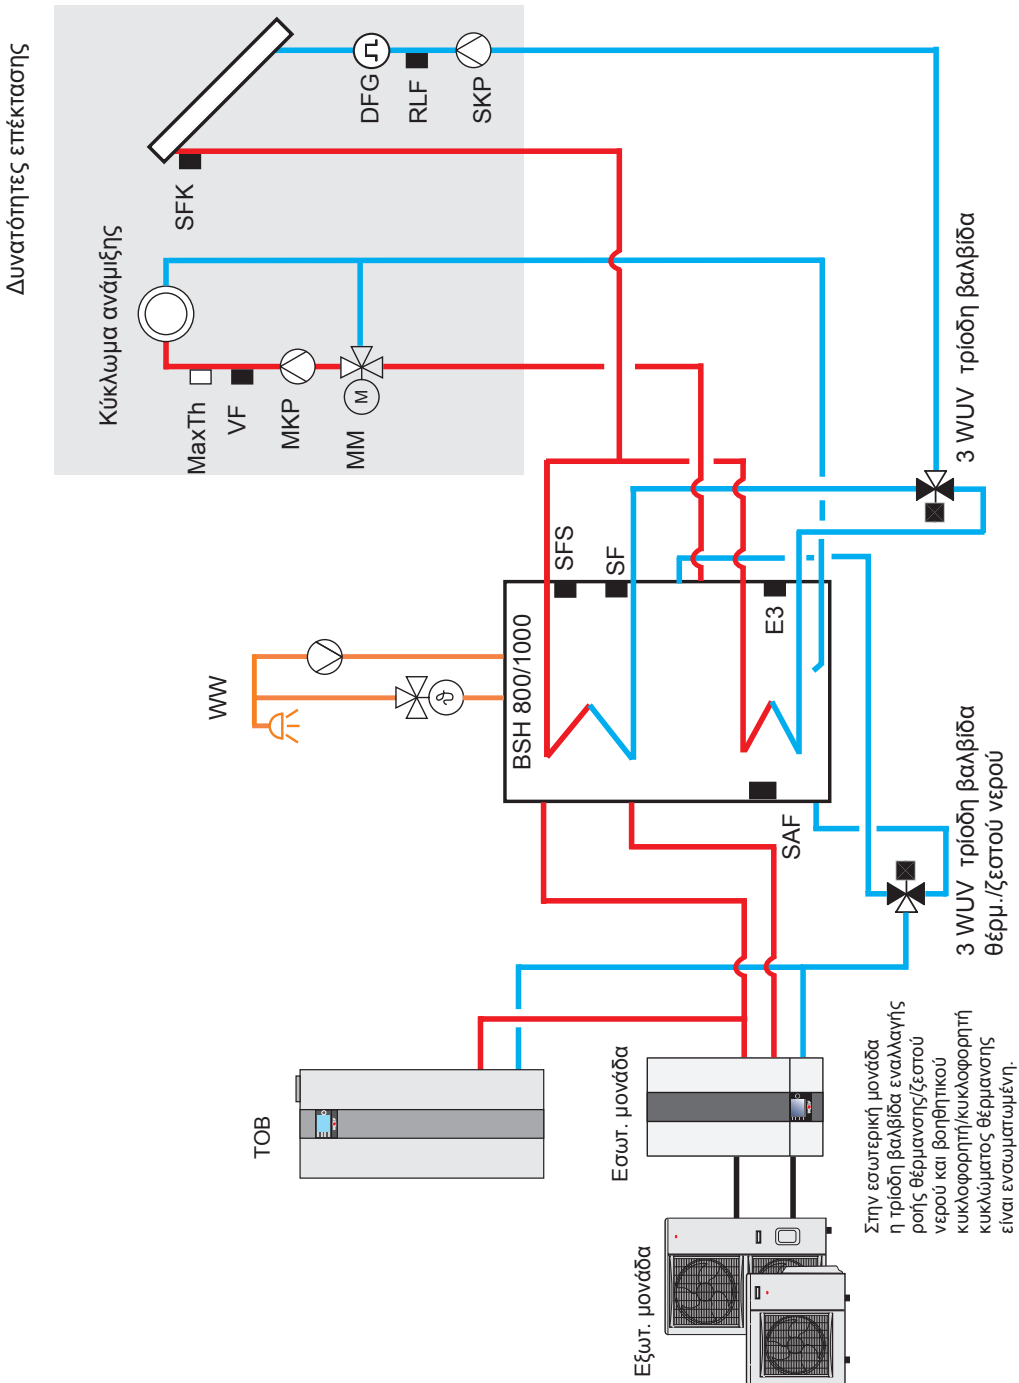 Δυνατότητες επέκτασης
Κύκλωμα ανάμιξης
SFK
DFG
RLF
SKP
MaxTh
VF
MKP
MM
M
3 WUV τρίοδη βαλβίδα
WW
BSH 800/1000
SFS
SF
E3
SAF
3 WUV τρίοδη βαλβίδα
θέρμ./ζεστού νερού
TOB
Εσωτ. μονάδα
Εξωτ. μονάδα
Στην εσωτερική μονάδα
η τρίοδη βαλβίδα εναλλαγής
ροής θέρμανσης/ζεστού
νερού και βοηθητικού
κυκλοφορητή/κυκλοφορητή
κυκλώματος θέρμανσης
είναι ενσωματωμένη.
ϑ